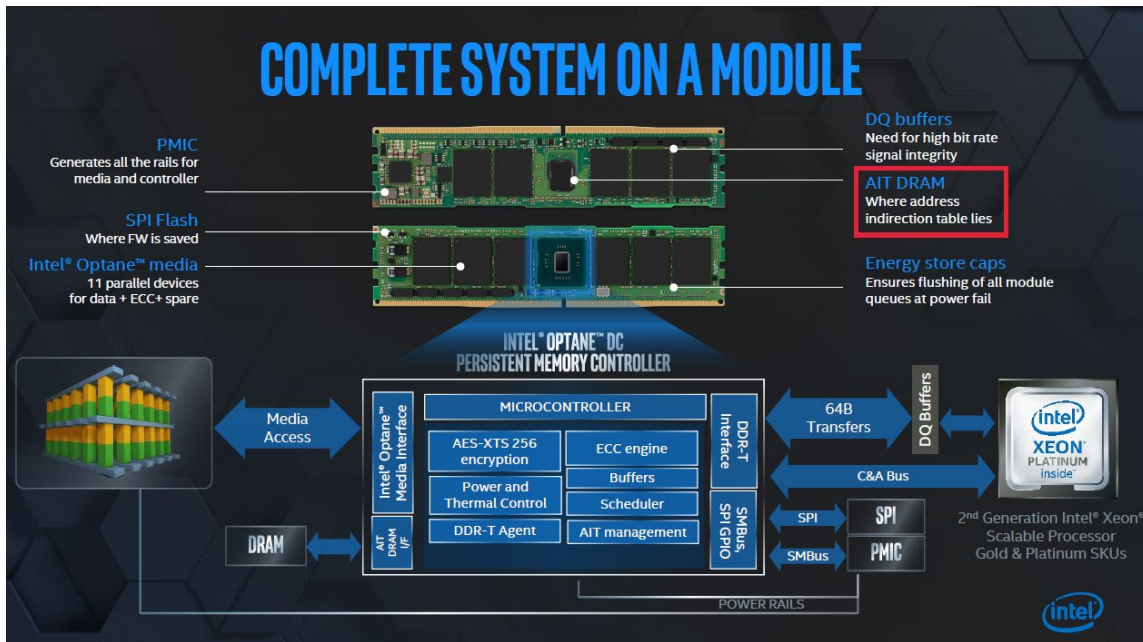 COMPLETE SYSTEM ON A MODULE
PMIC
Generates all the rails for
media and controller
SPI Flash
Where FW is saved
Intel® Optane™ media
11 parallel devices
for data + ECC+ spare
DQ buffers
Need for high bit rate
signal integrity
AIT DRAM
Where address
indirection table lies
Energy store caps
Ensures flushing of all module
queues at power fail
INTEL® OPTANE™ DC
PERSISTENT MEMORY CONTROLLER
Media
Access
Intel® Optane™
Media Interface
AIT
DRAM
I/F
DRAM
MICROCONTROLLER
AES-XTS 256
encryption
Power and
Thermal Control
DDR-T Agent
ECC engine
Buffers
Scheduler
AIT management
DDR-T
Interface
SMBus,
SPI GPIO
64B
Transfers
DQ Buffers
C&A Bus
SPI
SPI
SMBus
PMIC
POWER RAILS
intel
XEON®
PLATINUM
inside™
2nd Generation Intel® Xeon®
Scalable Processor
Gold & Platinum SKUs
intel